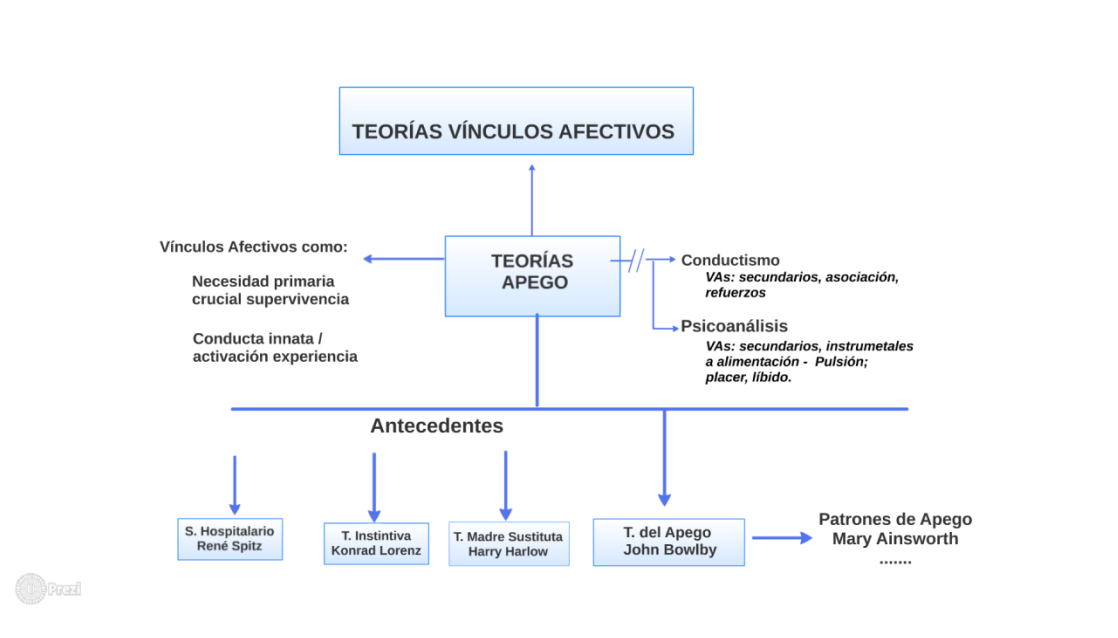 TEORÍAS VÍNCULOS AFECTIVOS
Vínculos Afectivos como:
Necesidad primaria
crucial supervivencia
Conducta innata /
activación experiencia
TEORÍAS
APEGO
Conductismo
VAs: secundarios, asociación,
refuerzos
Psicoanálisis
VAs: secundarios, instrumetales
a alimentación - Pulsión;
placer, líbido.
Antecedentes
S. Hospitalario
René Spitz
T. Instintiva
Konrad Lorenz
T. Madre Sustituta
Harry Harlow
T. del Apego
John Bowlby
Patrones de Apego
Mary Ainsworth
.......
Prezi